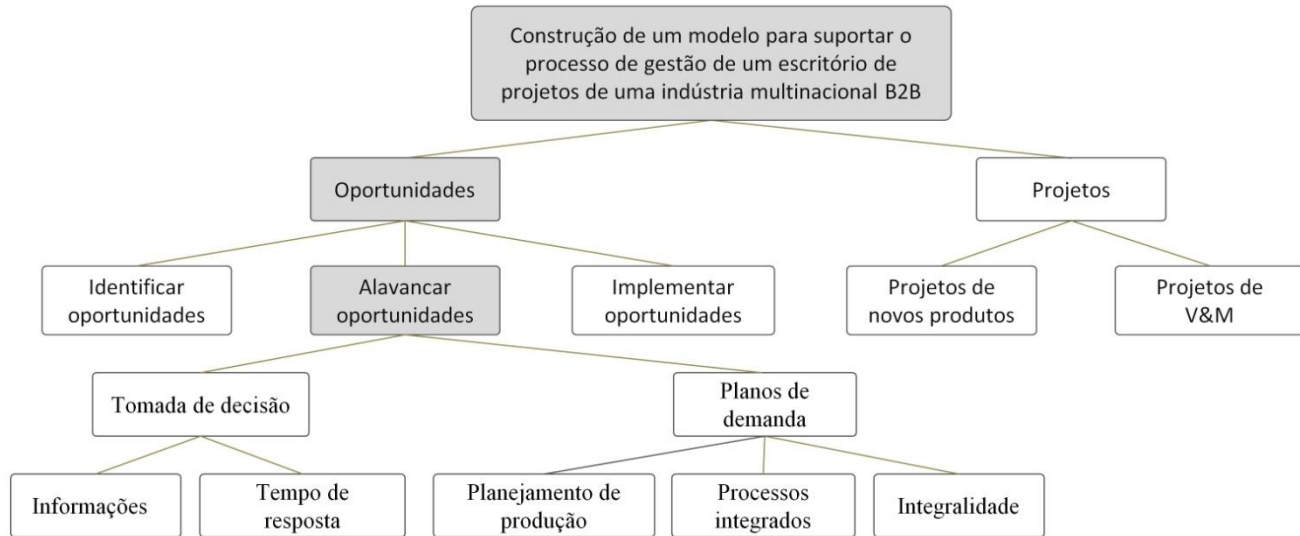 Construção de um modelo para suportar o
processo de gestão de um escritório de
projetos de uma indústria multinacional B2B
Oportunidades
Projetos
Identificar
oportunidades
Alavancar
oportunidades
Implementar
oportunidades
Projetos de
novos produtos
Projetos de
V&M
Tomada de decisão
Planos de
demanda
Informações
Tempo de
resposta
Planejamento de
produção
Processos
integrados
Integralidade